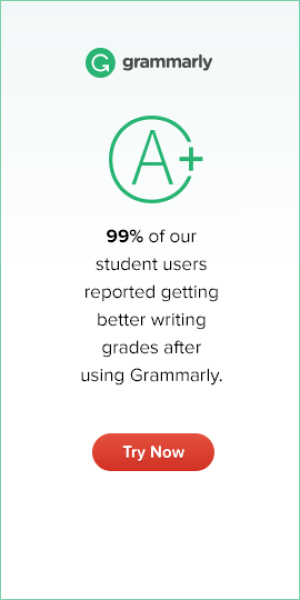 grammarly
A+
99% of our
student users
reported getting
better writing
grades after
using Grammarly.
Try Now